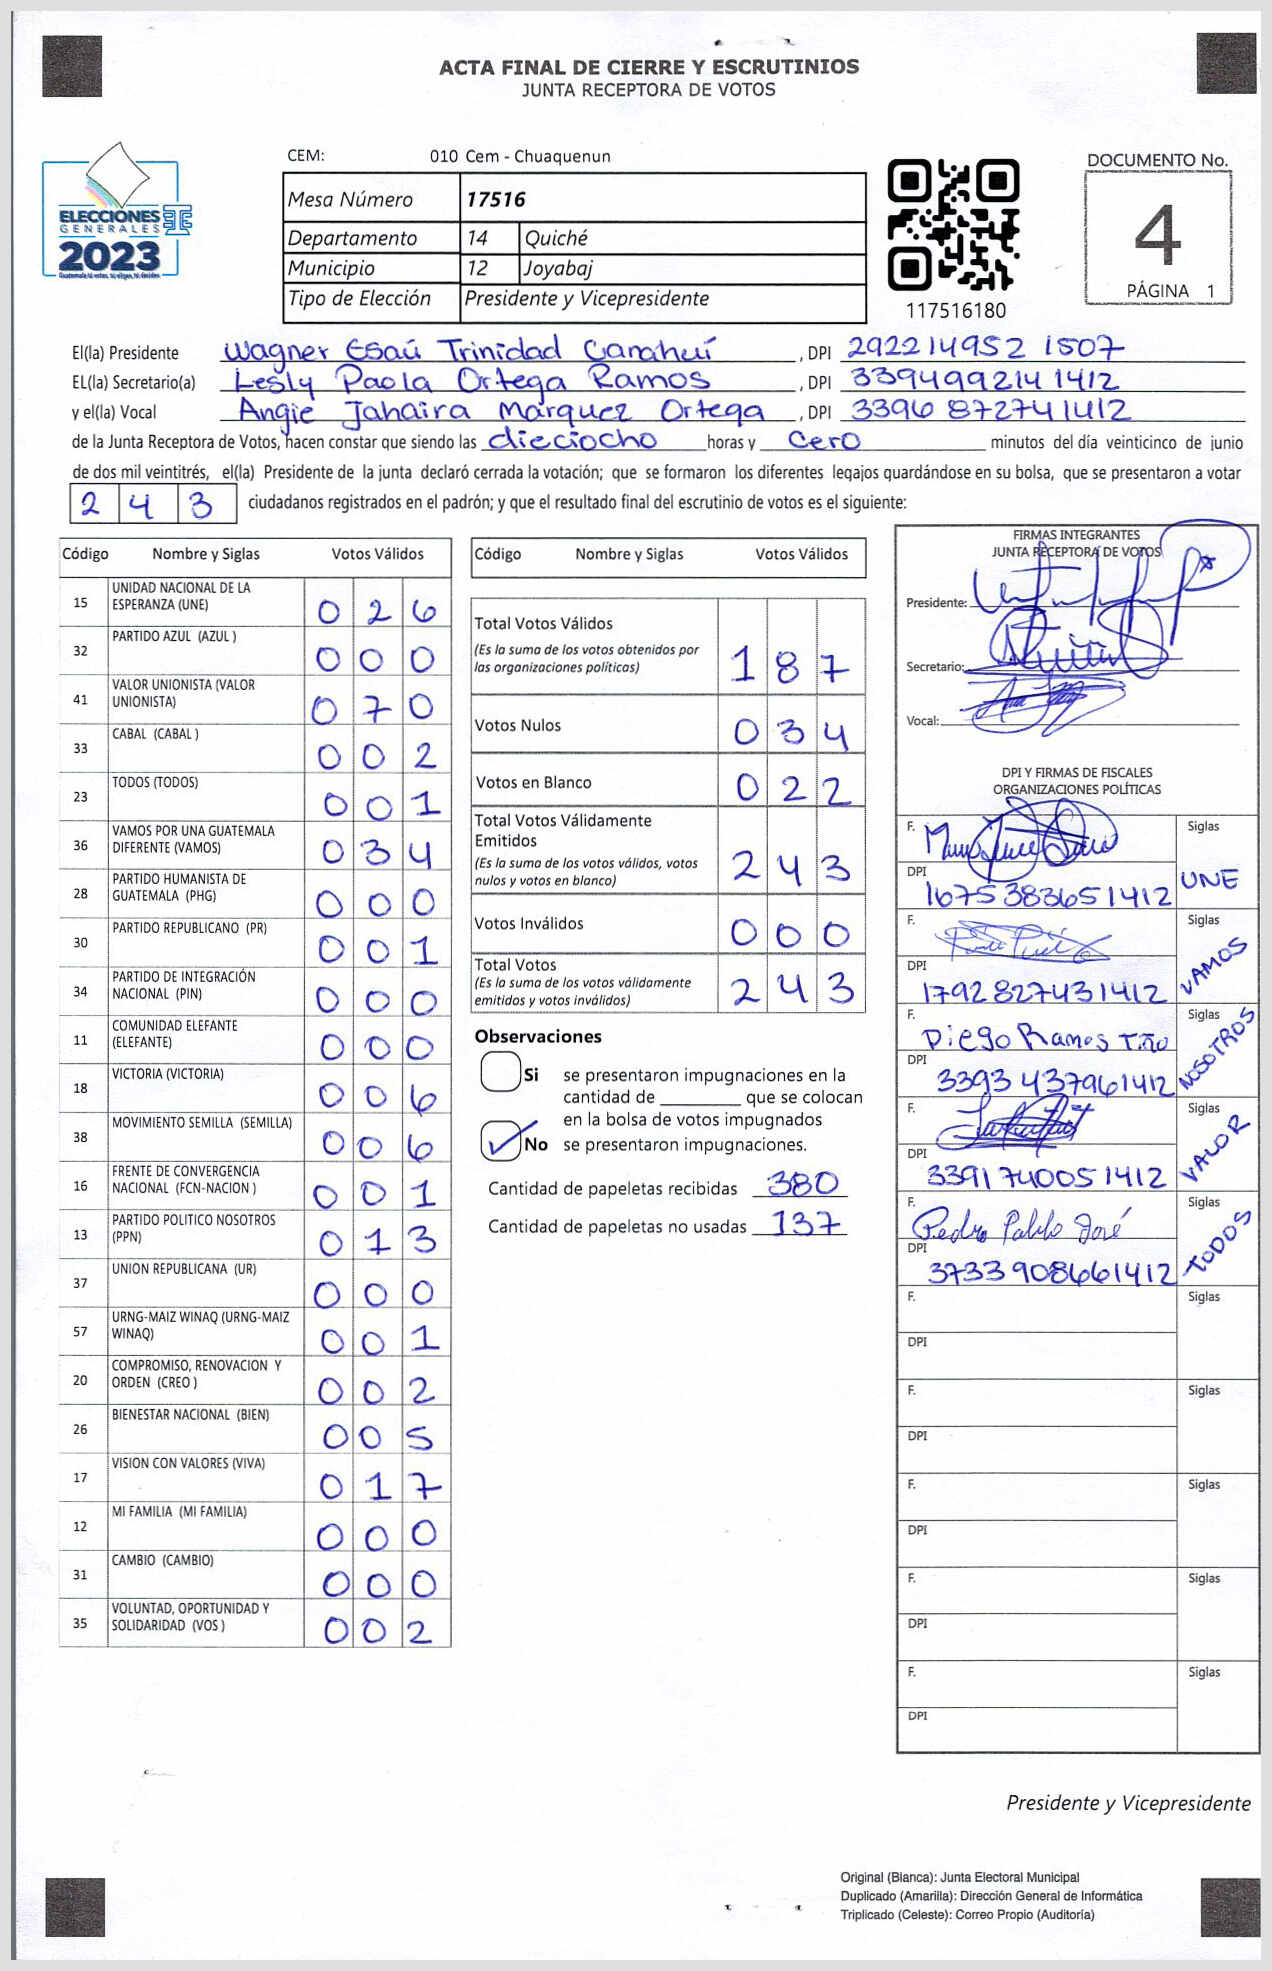 ACTA FINAL DE CIERRE Y ESCRUTINIOS
JUNTA RECEPTORA DE VOTOS
ELECCIONES
GENERALES
2023
CEM: 010 Cem - Chuaquenun
Mesa Número 17516
Departamento 14 Quiché
Municipio 12 Joyabaj
Tipo de Elección Presidente y Vicepresidente
117516180
DOCUMENTO No.
4
PÁGINA 1
El(la) Presidente Wagner Esaú Trinidad Canahuí , DPI 292214952 1507
EL(la) Secretario(a) Lesly Paola Ortega Ramos , DPI 339499214 1412
y el(la) Vocal Angie Jahaira Márquez Ortega , DPI 3396 87274 1412
de la Junta Receptora de Votos, hacen constar que siendo las dieciocho horas y cero minutos del día veinticinco de junio
de dos mil veintitrés, el(la) Presidente de la junta declaró cerrada la votación; que se formaron los diferentes legajos guardándose en su bolsa, que se presentaron a votar
2 4 3 ciudadanos registrados en el padrón; y que el resultado final del escrutinio de votos es el siguiente:
Código Nombre y Siglas Votos Válidos
15 UNIDAD NACIONAL DE LA ESPERANZA (UNE) 0 2 6
32 PARTIDO AZUL (AZUL ) 0 0 0
41 VALOR UNIONISTA (VALOR UNIONISTA) 0 7 0
33 CABAL (CABAL ) 0 0 2
23 TODOS (TODOS) 0 0 1
36 VAMOS POR UNA GUATEMALA DIFERENTE (VAMOS) 0 3 4
28 PARTIDO HUMANISTA DE GUATEMALA (PHG) 0 0 0
30 PARTIDO REPUBLICANO (PR) 0 0 1
34 PARTIDO DE INTEGRACIÓN NACIONAL (PIN) 0 0 0
11 COMUNIDAD ELEFANTE (ELEFANTE) 0 0 0
18 VICTORIA (VICTORIA) 0 0 6
38 MOVIMIENTO SEMILLA (SEMILLA) 0 0 6
16 FRENTE DE CONVERGENCIA NACIONAL (FCN-NACION ) 0 0 1
13 PARTIDO POLITICO NOSOTROS (PPN) 0 1 3
37 UNION REPUBLICANA (UR) 0 0 0
57 URNG-MAIZ WINAQ (URNG-MAIZ WINAQ) 0 0 1
20 COMPROMISO, RENOVACION Y ORDEN (CREO ) 0 0 2
26 BIENESTAR NACIONAL (BIEN) 0 0 5
17 VISION CON VALORES (VIVA) 0 1 7
12 MI FAMILIA (MI FAMILIA) 0 0 0
31 CAMBIO (CAMBIO) 0 0 0
35 VOLUNTAD, OPORTUNIDAD Y SOLIDARIDAD (VOS ) 0 0 2
Código Nombre y Siglas Votos Válidos
Total Votos Válidos 1 8 7
(Es la suma de los votos obtenidos por
las organizaciones políticas)
Votos Nulos 0 3 4
Votos en Blanco 0 2 2
Total Votos Válidamente
Emitidos 2 4 3
(Es la suma de los votos válidos, votos
nulos y votos en blanco)
Votos Inválidos 0 0 0
Total Votos 2 4 3
(Es la suma de los votos válidamente
emitidos y votos inválidos)
Observaciones
Si se presentaron impugnaciones en la
cantidad de ________ que se colocan
en la bolsa de votos impugnados
No se presentaron impugnaciones.
Cantidad de papeletas recibidas 380
Cantidad de papeletas no usadas 137
FIRMAS INTEGRANTES
JUNTA RECEPTORA DE VOTOS
Presidente:
Secretario:
Vocal:
DPI Y FIRMAS DE FISCALES
ORGANIZACIONES POLÍTICAS
F. Siglas
DPI 1675 38365 1412 UNE
F. Siglas
DPI 1792 82743 1412 VAMOS
F. Diego Ramos Tiño Siglas
DPI 3393 43796 1412 NOSOTROS
F. Siglas
DPI 3391 74005 1412 VALOR
F. Pedro Pablo José Siglas
DPI 3733 90866 1412 TODOS
F. Siglas
DPI
F. Siglas
DPI
F. Siglas
DPI
F. Siglas
DPI
F. Siglas
DPI
Presidente y Vicepresidente
Original (Blanca): Junta Electoral Municipal
Duplicado (Amarilla): Dirección General de Informática
Triplicado (Celeste): Correo Propio (Auditoría)